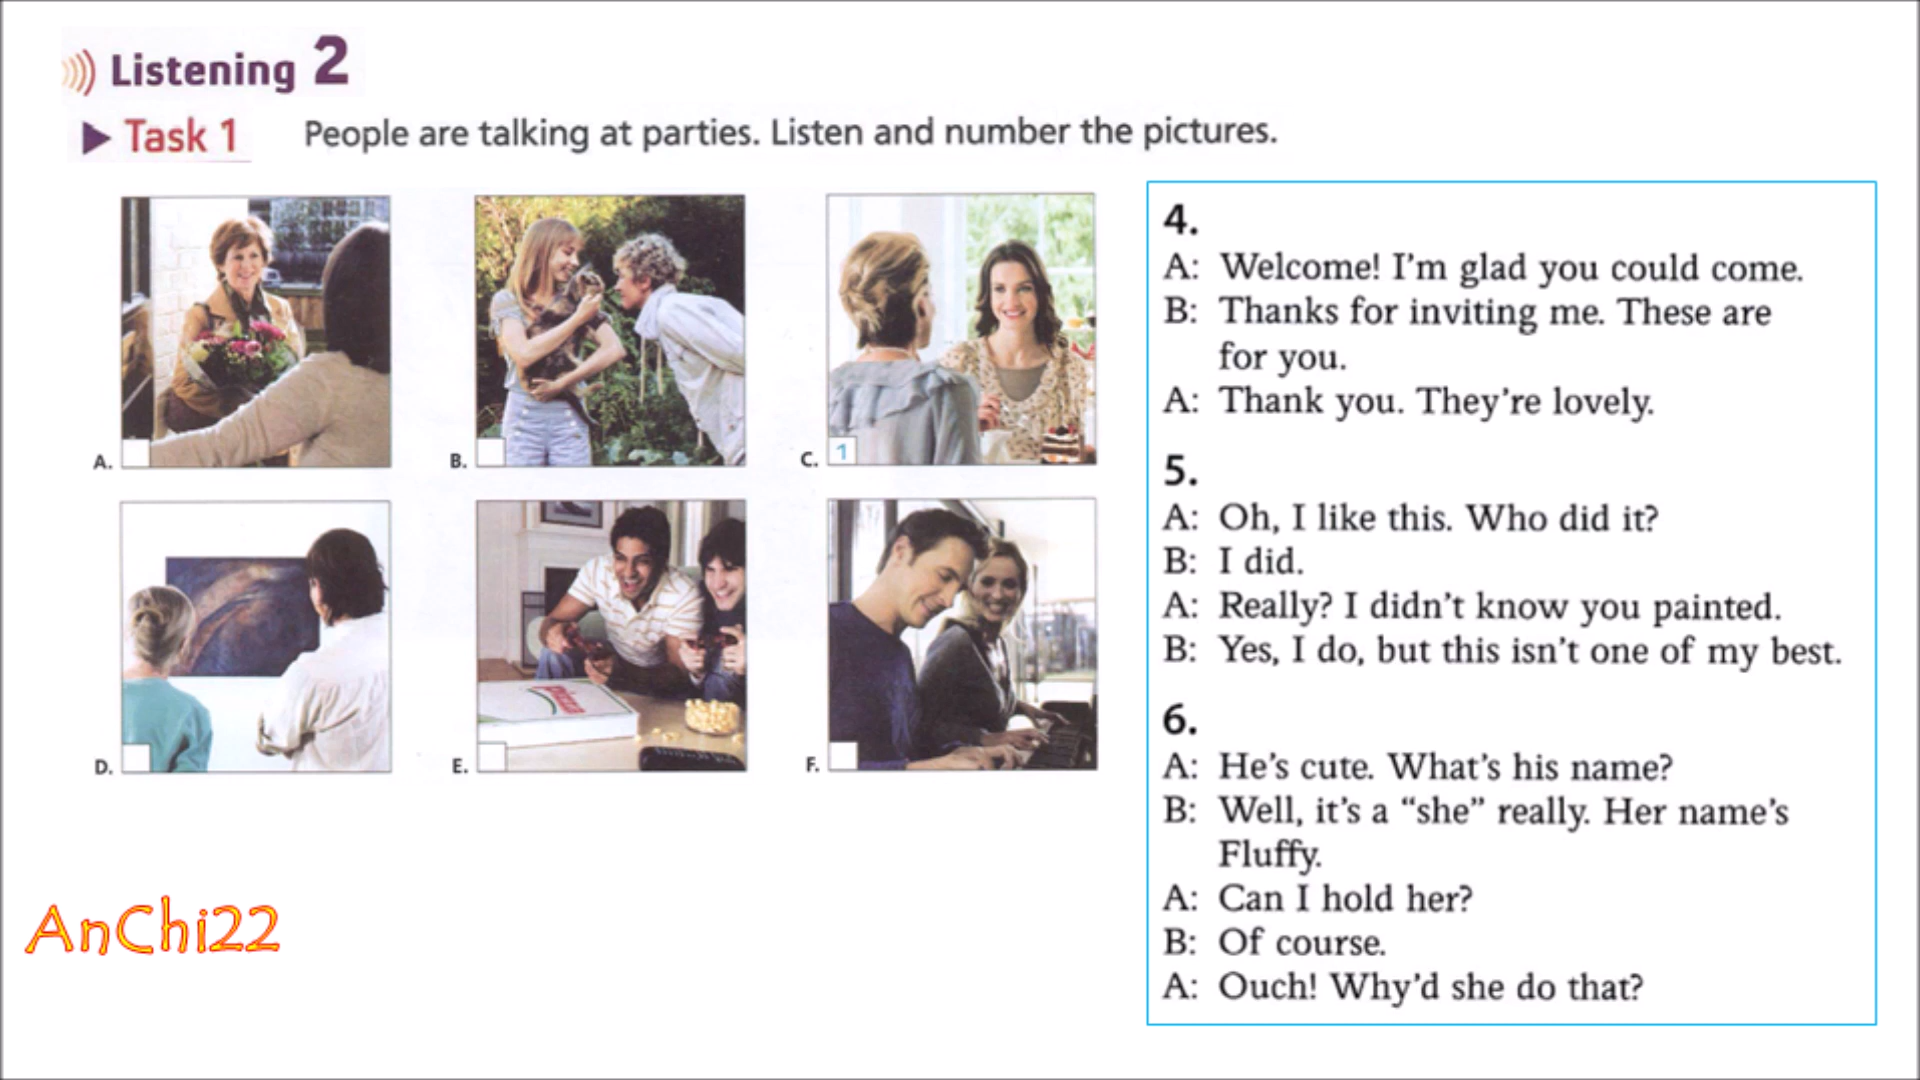 Listening 2
Task 1 People are talking at parties. Listen and number the pictures.
A.
B.
C. 1
D.
E.
F.
4.
A: Welcome! I'm glad you could come.
B: Thanks for inviting me. These are
for you.
A: Thank you. They're lovely.
5.
A: Oh, I like this. Who did it?
B: I did.
A: Really? I didn't know you painted.
B: Yes, I do, but this isn't one of my best.
6.
A: He's cute. What's his name?
B: Well, it's a “she” really. Her name's
Fluffy.
A: Can I hold her?
B: Of course.
A: Ouch! Why'd she do that?
AnChi22